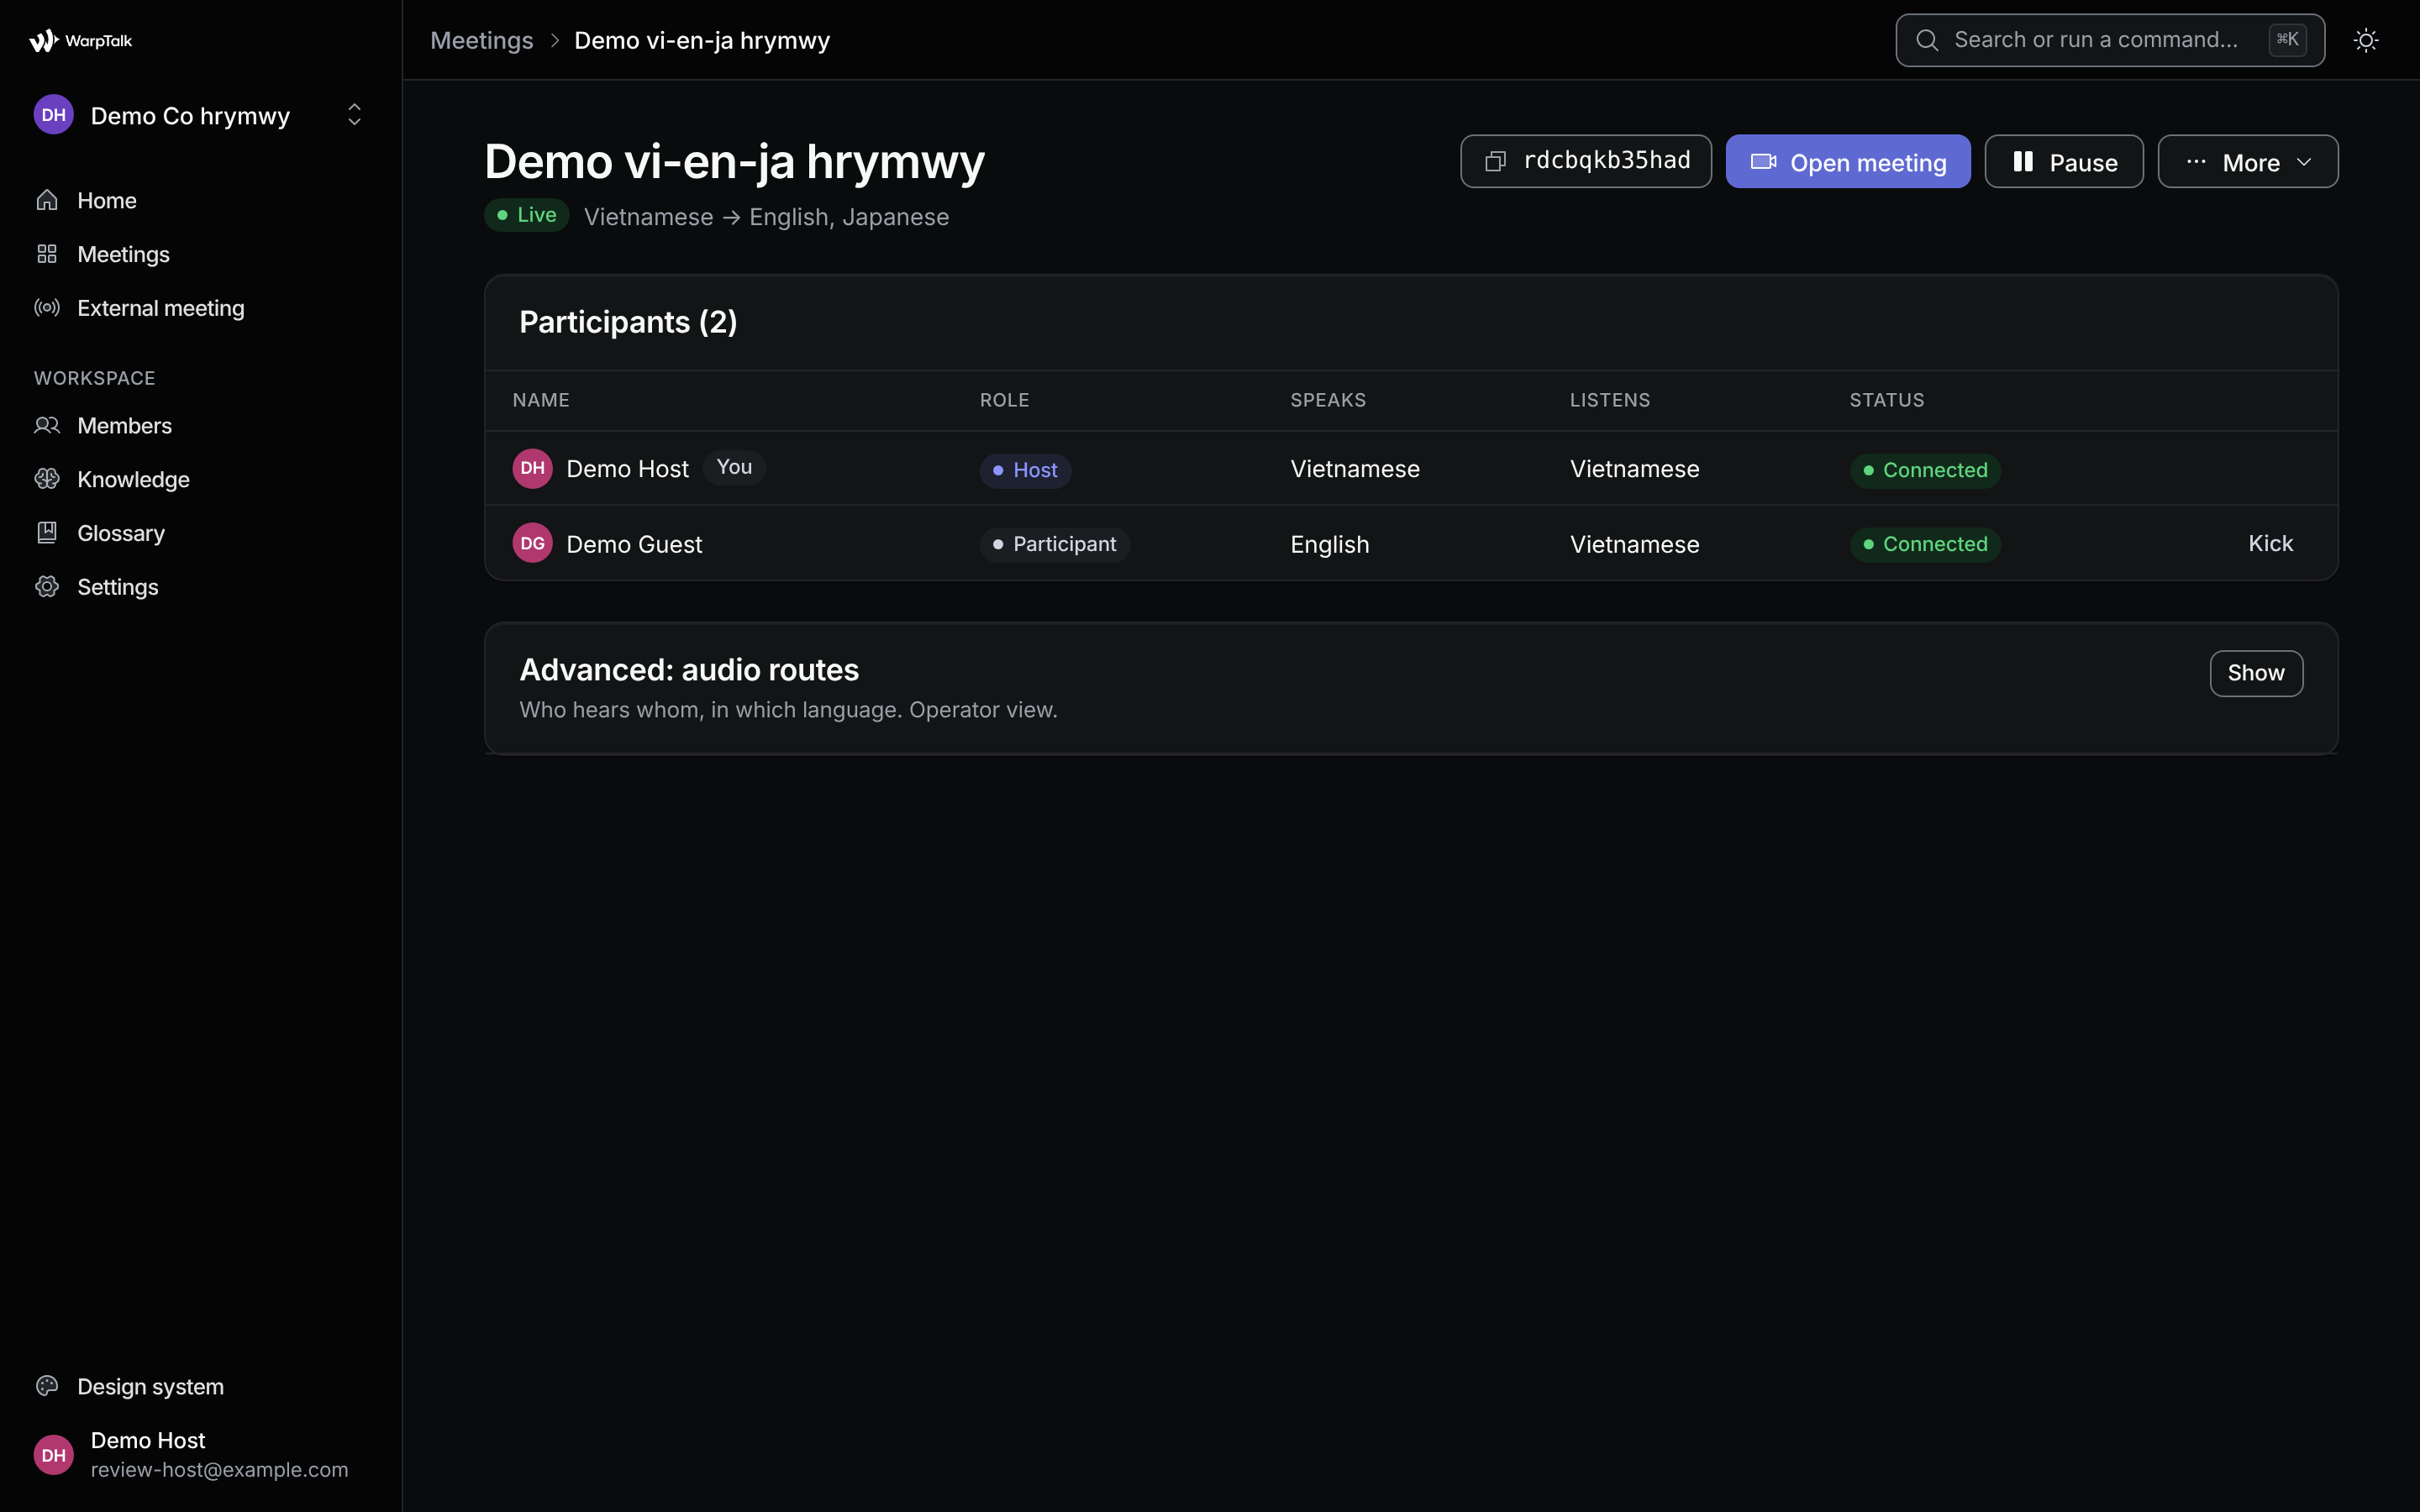 WarpTalk
Meetings > Demo vi-en-ja hrymwy
Search or run a command... ⌘K
DH Demo Co hrymwy
Home
Meetings
External meeting
WORKSPACE
Members
Knowledge
Glossary
Settings
Design system
DH Demo Host
review-host@example.com
Demo vi-en-ja hrymwy
rdcbqkb35had
Open meeting
Pause
More
Live Vietnamese → English, Japanese
Participants (2)
NAME ROLE SPEAKS LISTENS STATUS
DH Demo Host You Host Vietnamese Vietnamese Connected
DG Demo Guest Participant English Vietnamese Connected Kick
Advanced: audio routes
Who hears whom, in which language. Operator view.
Show